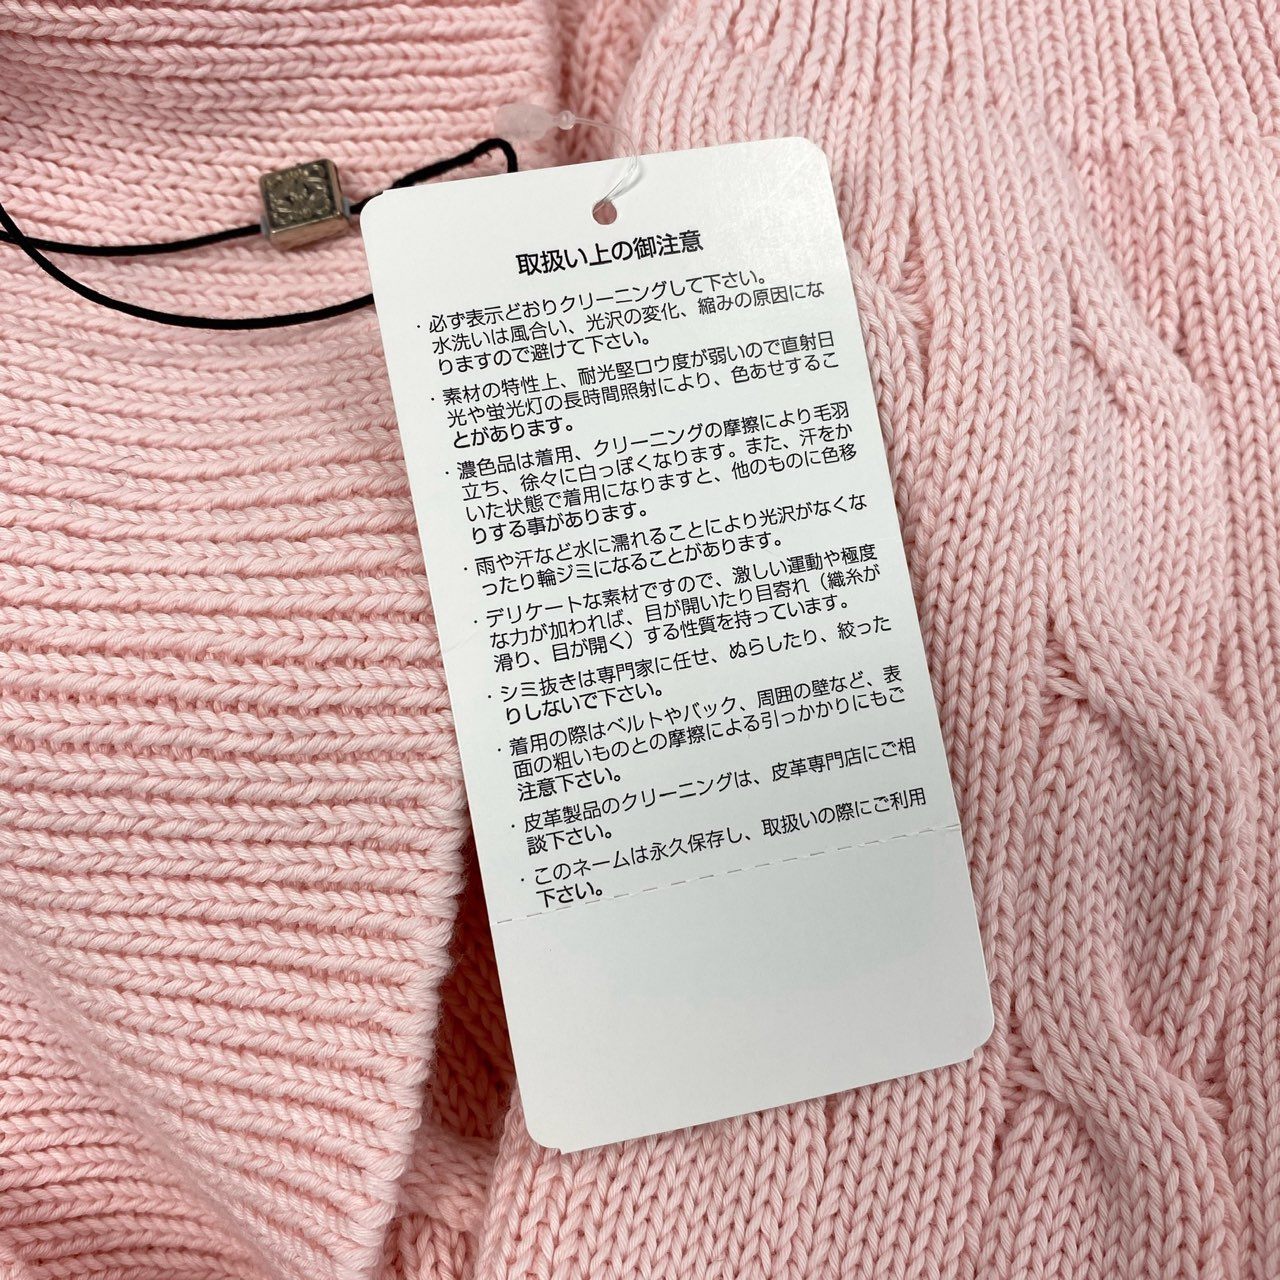 取扱い上の御注意
・必ず表示どおりクリーニングして下さい。
水洗いは風合い、光沢の変化、縮みの原因にな
りますので避けて下さい。
・素材の特性上、耐光堅ロウ度が弱いので直射日
光や蛍光灯の長時間照射により、色あせするこ
とがあります。
・濃色品は着用、クリーニングの摩擦により毛羽
立ち、徐々に白っぽくなります。また、汗をか
いた状態で着用になりますと、他のものに色移
りする事があります。
・雨や汗など水に濡れることにより光沢がなくな
ったり輪ジミになることがあります。
・デリケートな素材ですので、激しい運動や極度
な力が加われば、目が開いたり目寄れ（織糸が
滑り、目が開く）する性質を持っています。
・シミ抜きは専門家に任せ、ぬらしたり、絞った
りしないで下さい。
・着用の際はベルトやバック、周囲の壁など、表
面の粗いものとの摩擦による引っかかりにもご
注意下さい。
・皮革製品のクリーニングは、皮革専門店にご相
談下さい。
・このネームは永久保存し、取扱いの際にご利用
下さい。